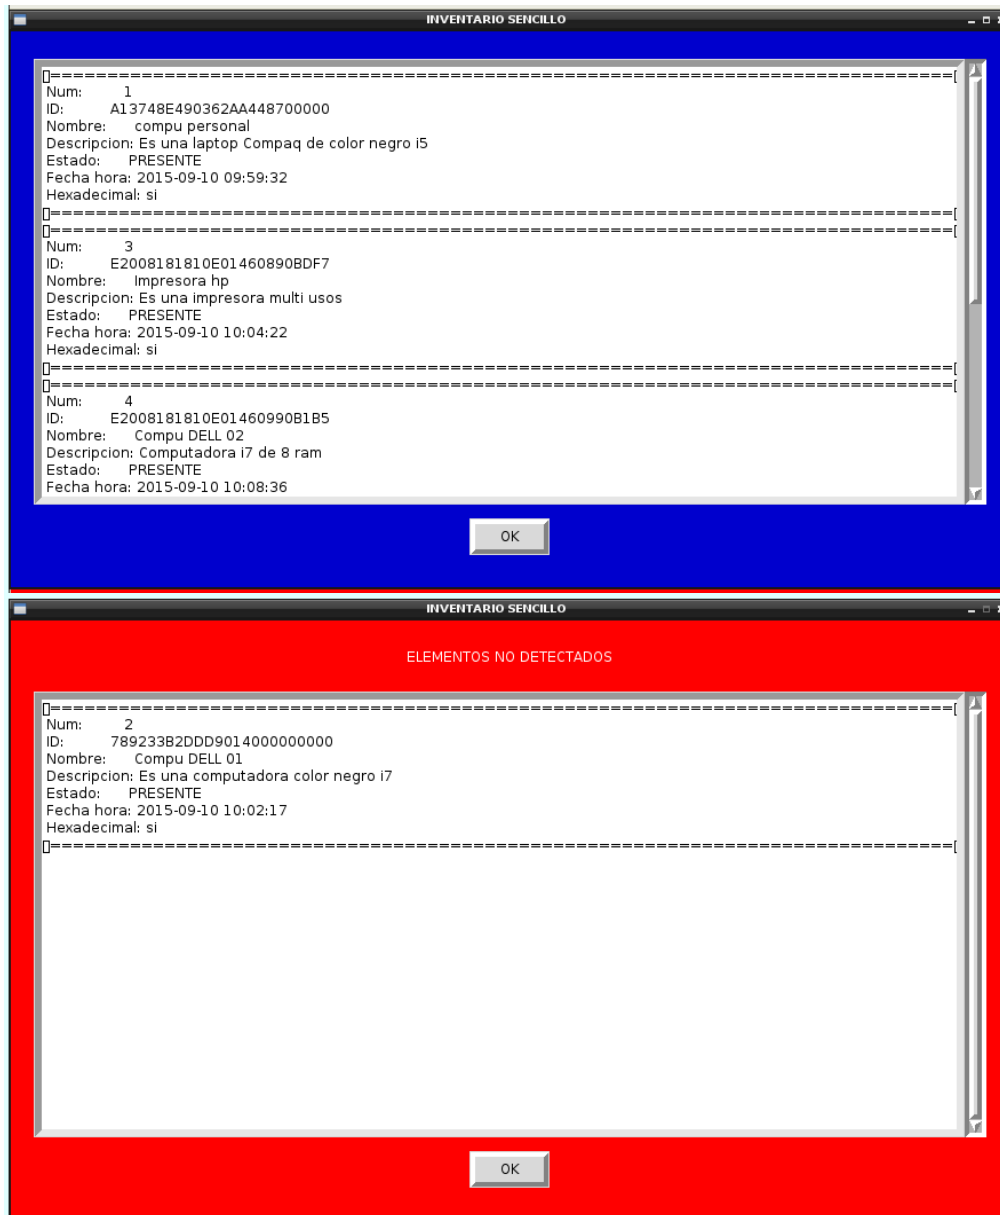 INVENTARIO SENCILLO
▯==============================================================================[
Num: 1
ID: A13748E490362AA448700000
Nombre: compu personal
Descripcion: Es una laptop Compaq de color negro i5
Estado: PRESENTE
Fecha hora: 2015-09-10 09:59:32
Hexadecimal: si
▯==============================================================================[
▯==============================================================================[
Num: 3
ID: E2008181810E01460890BDF7
Nombre: Impresora hp
Descripcion: Es una impresora multi usos
Estado: PRESENTE
Fecha hora: 2015-09-10 10:04:22
Hexadecimal: si
▯==============================================================================[
▯==============================================================================[
Num: 4
ID: E2008181810E01460990B1B5
Nombre: Compu DELL 02
Descripcion: Computadora i7 de 8 ram
Estado: PRESENTE
Fecha hora: 2015-09-10 10:08:36
OK
INVENTARIO SENCILLO
ELEMENTOS NO DETECTADOS
▯==============================================================================[
Num: 2
ID: 789233B2DDD9014000000000
Nombre: Compu DELL 01
Descripcion: Es una computadora color negro i7
Estado: PRESENTE
Fecha hora: 2015-09-10 10:02:17
Hexadecimal: si
▯==============================================================================[
OK